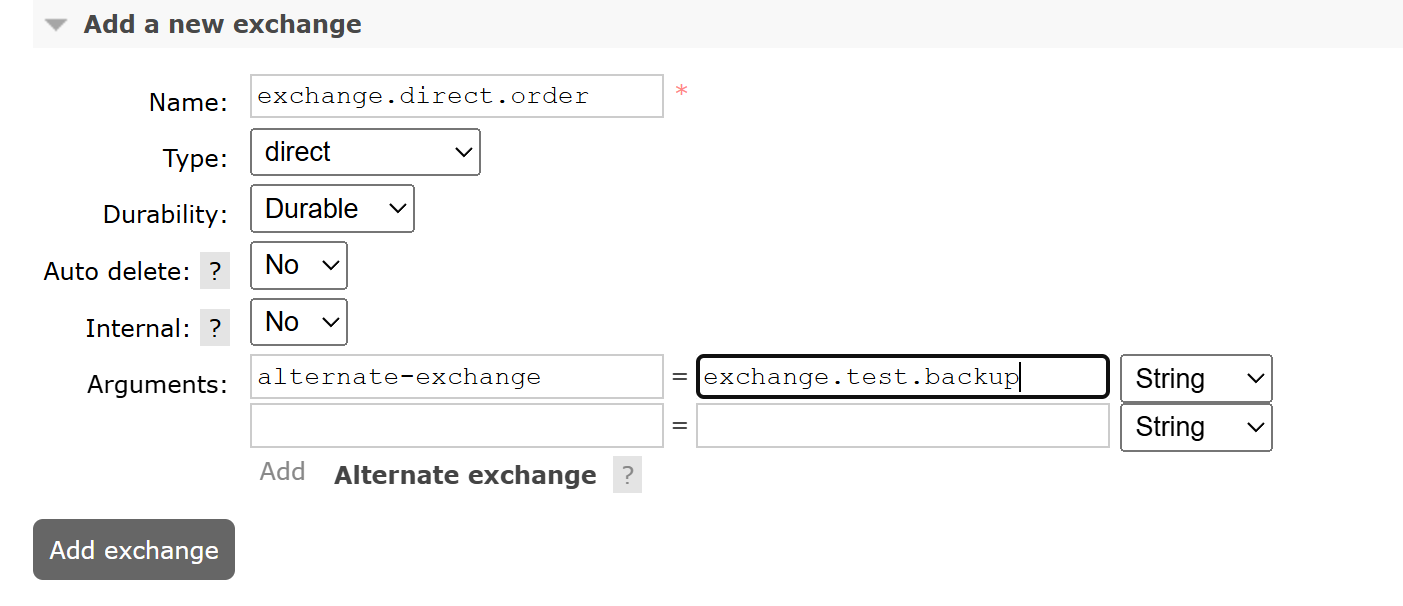 Add a new exchange
Name: exchange.direct.order *
Type: direct
Durability: Durable
Auto delete: ? No
Internal: ? No
Arguments: alternate-exchange = exchange.test.backup String
= String
Add Alternate exchange ?
Add exchange